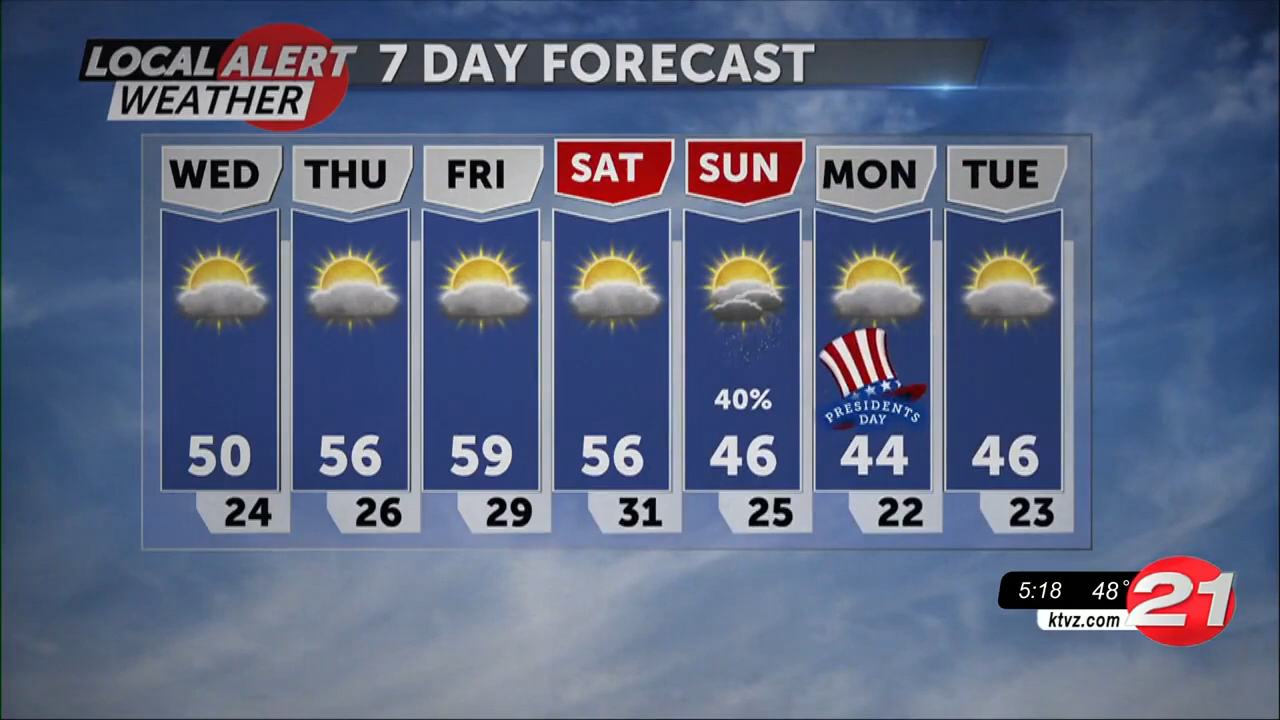 LOCAL ALERT
WEATHER
7 DAY FORECAST
WED THU FRI SAT SUN MON TUE
40%
PRESIDENTS
DAY
50 56 59 56 46 44 46
24 26 29 31 25 22 23
5:18 48°
21
ktvz.com